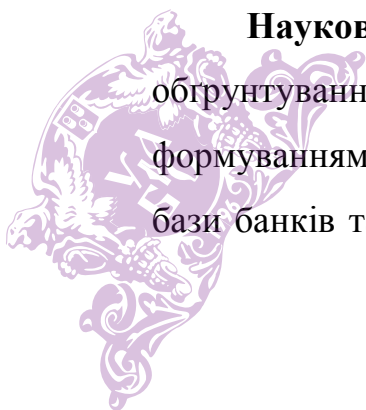 Науков
обґрунтуванн
формуванням
бази банків т